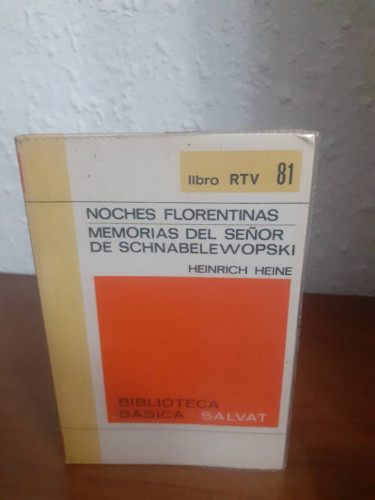 libro RTV 81
NOCHES FLORENTINAS
MEMORIAS DEL SEÑOR
DE SCHNABELEWOPSKI
HEINRICH HEINE
BIBLIOTECA
BASICA SALVAT